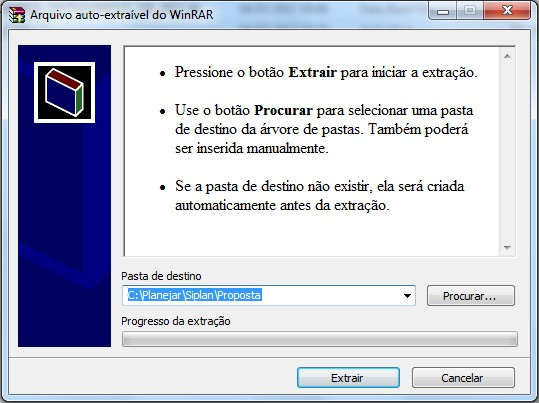 Arquivo auto-extraível do WinRAR
• Pressione o botão Extrair para iniciar a extração.
• Use o botão Procurar para selecionar uma pasta
de destino da árvore de pastas. Também poderá
ser inserida manualmente.
• Se a pasta de destino não existir, ela será criada
automaticamente antes da extração.
Pasta de destino
C:\Planejar\Siplan\Proposta
Procurar...
Progresso da extração
Extrair
Cancelar